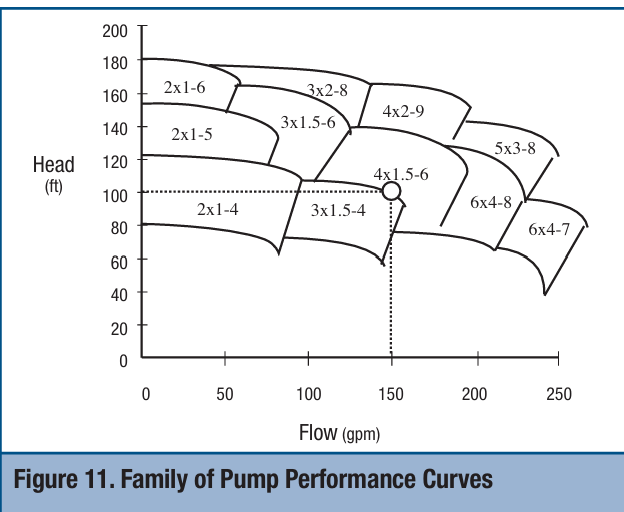 200
180
160
140
120
100
80
60
40
20
0
Head
(ft)
2x1-6
3x2-8
4x2-9
3x1.5-6
2x1-5
5x3-8
4x1.5-6
2x1-4
3x1.5-4
6x4-8
6x4-7
0 50 100 150 200 250
Flow (gpm)
Figure 11. Family of Pump Performance Curves